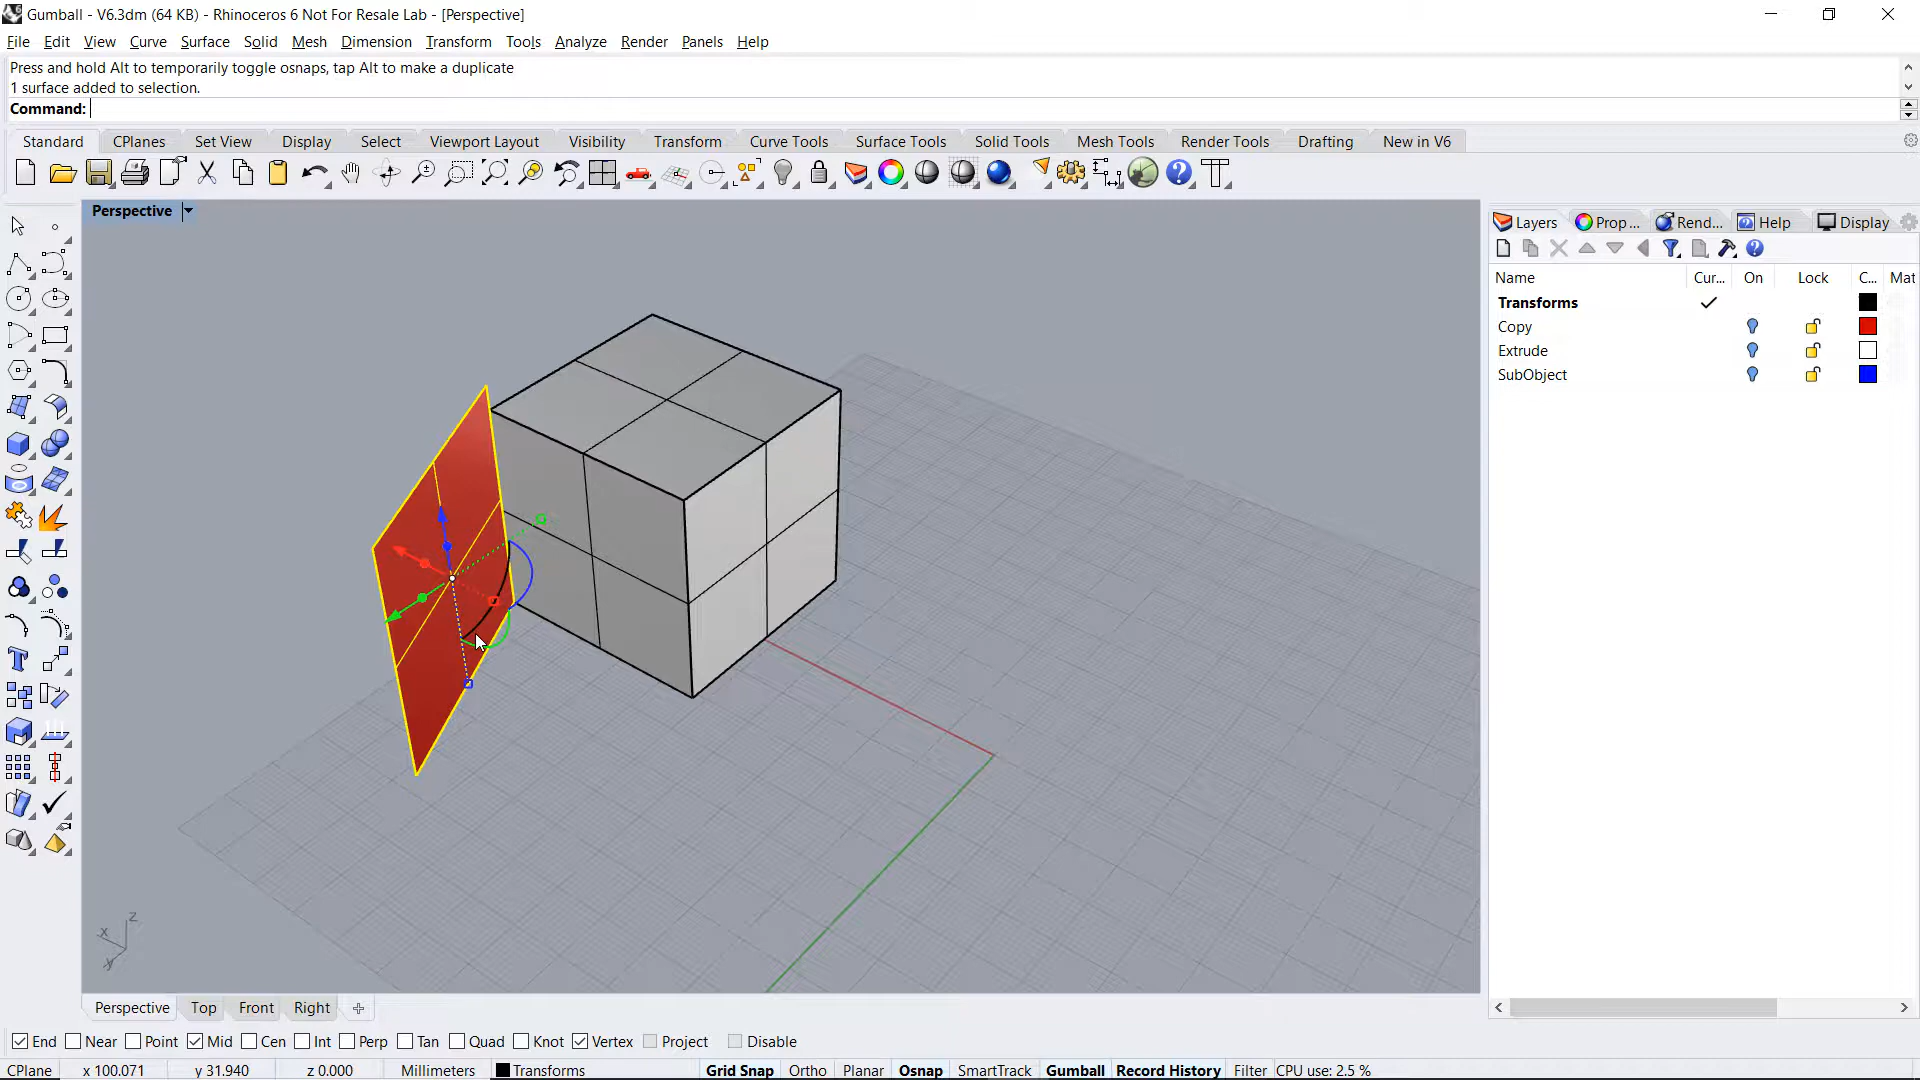 Gumball - V6.3dm (64 KB) - Rhinoceros 6 Not For Resale Lab - [Perspective]
File Edit View Curve Surface Solid Mesh Dimension Transform Tools Analyze Render Panels Help
Press and hold Alt to temporarily toggle osnaps, tap Alt to make a duplicate
1 surface added to selection.
Command:
Standard CPlanes Set View Display Select Viewport Layout Visibility Transform Curve Tools Surface Tools Solid Tools Mesh Tools Render Tools Drafting New in V6
Perspective
Layers Prop ... Rend... Help Display
Name Cur... On Lock C... Mat
Transforms
Copy
Extrude
SubObject
z
x
y
Perspective Top Front Right
End Near Point Mid Cen Int Perp Tan Quad Knot Vertex Project Disable
CPlane x 100.071 y 31.940 z 0.000 Millimeters Transforms Grid Snap Ortho Planar Osnap SmartTrack Gumball Record History Filter CPU use: 2.5 %